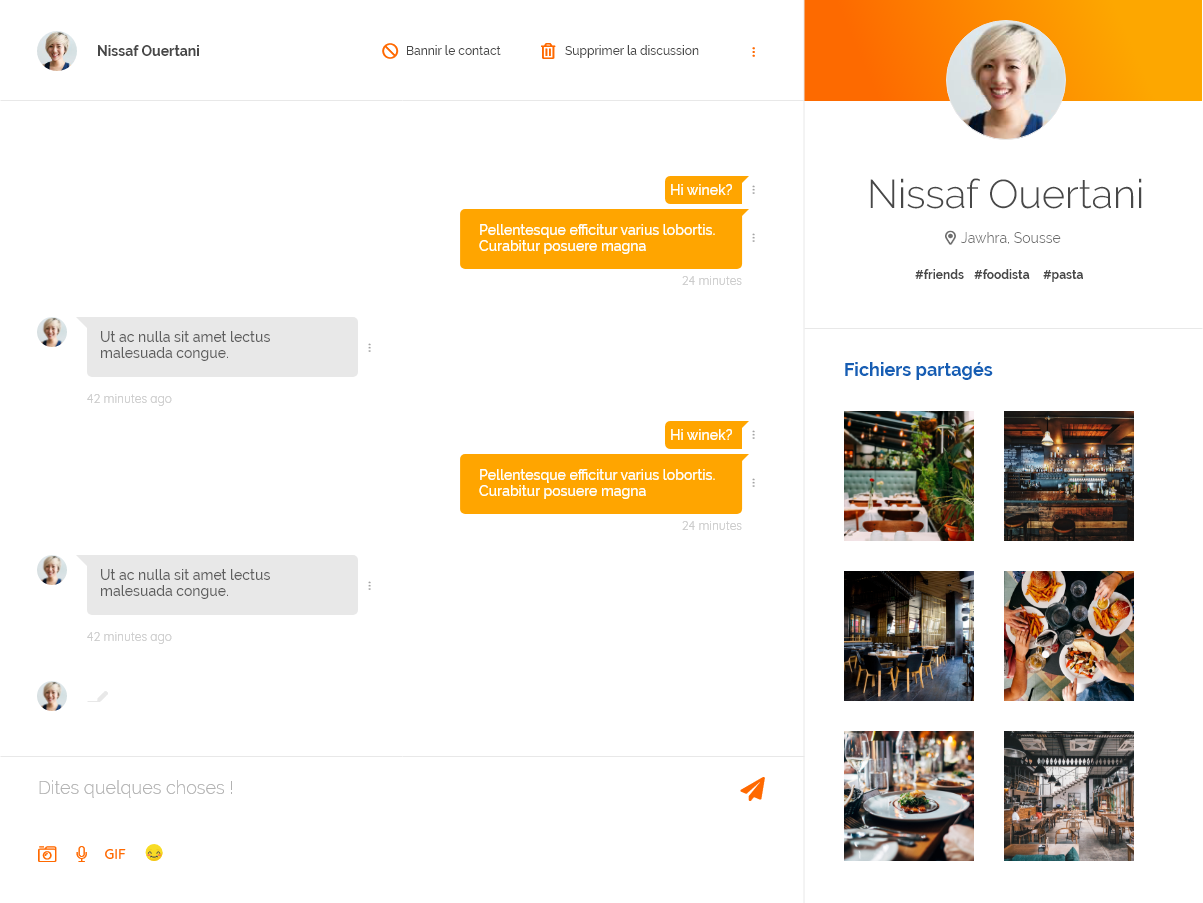 Nissaf Ouertani
Bannir le contact
Supprimer la discussion
Hi winek?
Pellentesque efficitur varius lobortis.
Curabitur posuere magna
24 minutes
Ut ac nulla sit amet lectus
malesuada congue.
42 minutes ago
Hi winek?
Pellentesque efficitur varius lobortis.
Curabitur posuere magna
24 minutes
Ut ac nulla sit amet lectus
malesuada congue.
42 minutes ago
Dites quelques choses !
GIF
Nissaf Ouertani
Jawhra, Sousse
#friends #foodista #pasta
Fichiers partagés